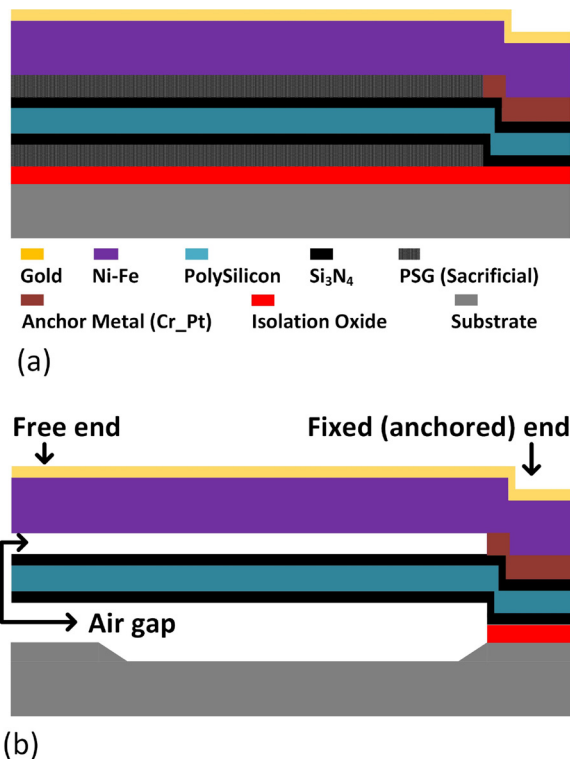 Gold Ni-Fe PolySilicon Si₃N₄ PSG (Sacrificial)
Anchor Metal (Cr_Pt) Isolation Oxide Substrate
(a)
Free end Fixed (anchored) end
Air gap
(b)